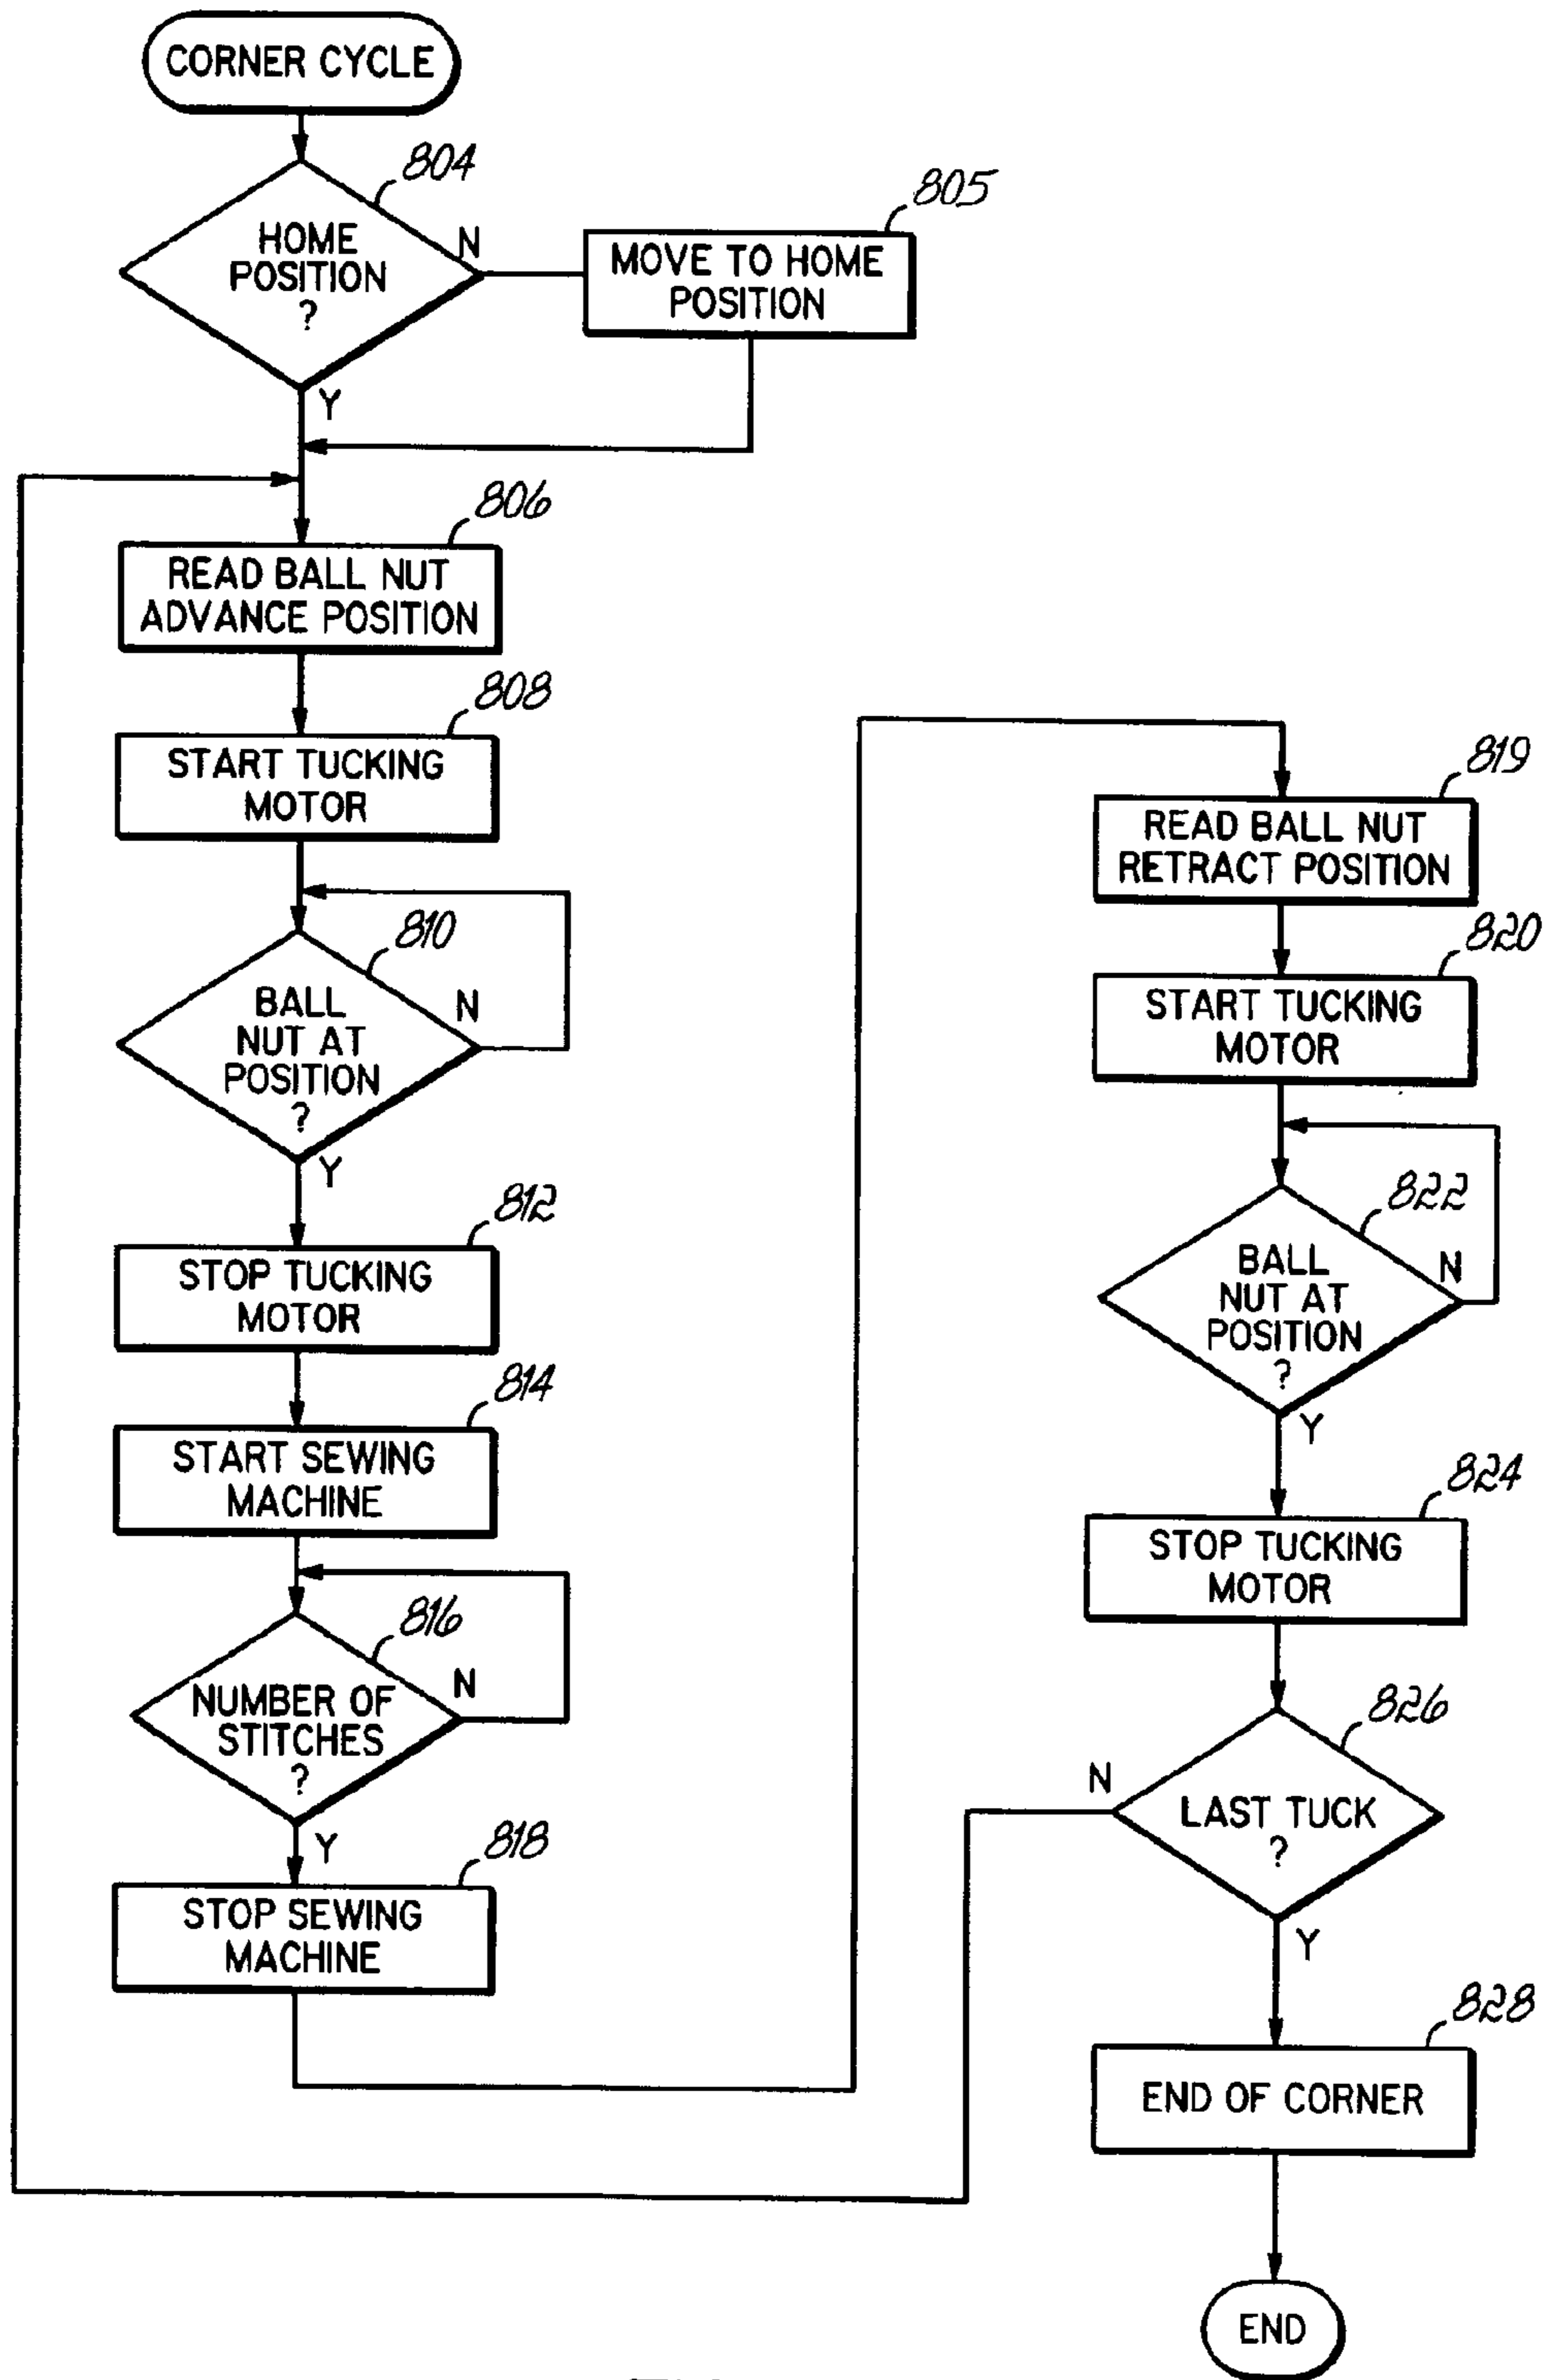 CORNER CYCLE
804
HOME
POSITION
?
N
Y
805
MOVE TO HOME
POSITION
806
READ BALL NUT
ADVANCE POSITION
808
START TUCKING
MOTOR
810
BALL
NUT AT
POSITION
?
N
Y
812
STOP TUCKING
MOTOR
814
START SEWING
MACHINE
816
NUMBER OF
STITCHES
?
N
Y
818
STOP SEWING
MACHINE
819
READ BALL NUT
RETRACT POSITION
820
START TUCKING
MOTOR
822
BALL
NUT AT
POSITION
?
N
Y
824
STOP TUCKING
MOTOR
826
LAST TUCK
?
N
Y
828
END OF CORNER
END